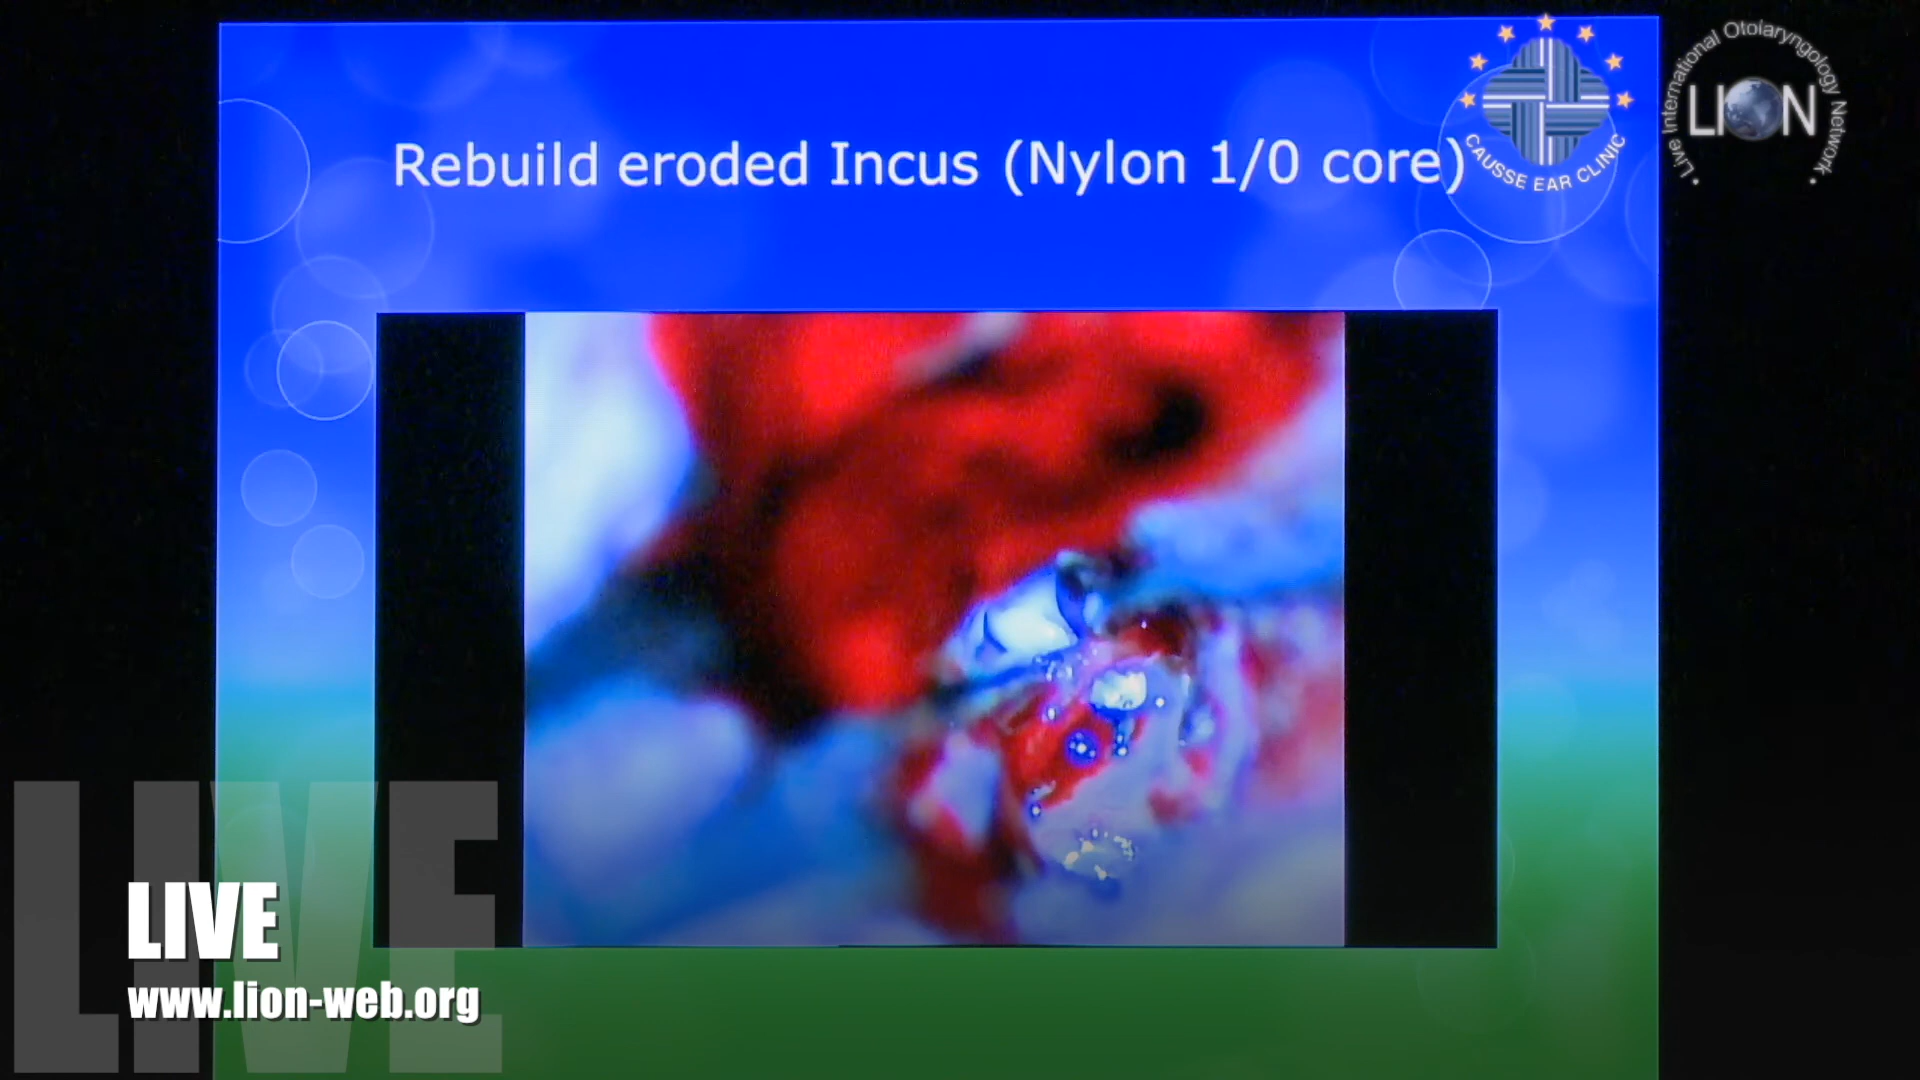 Rebuild eroded Incus (Nylon 1/0 core)
CAUSSE EAR CLINIC
• Live International Otolaryngology Network •
LION
LIVE
LIVE
www.lion-web.org